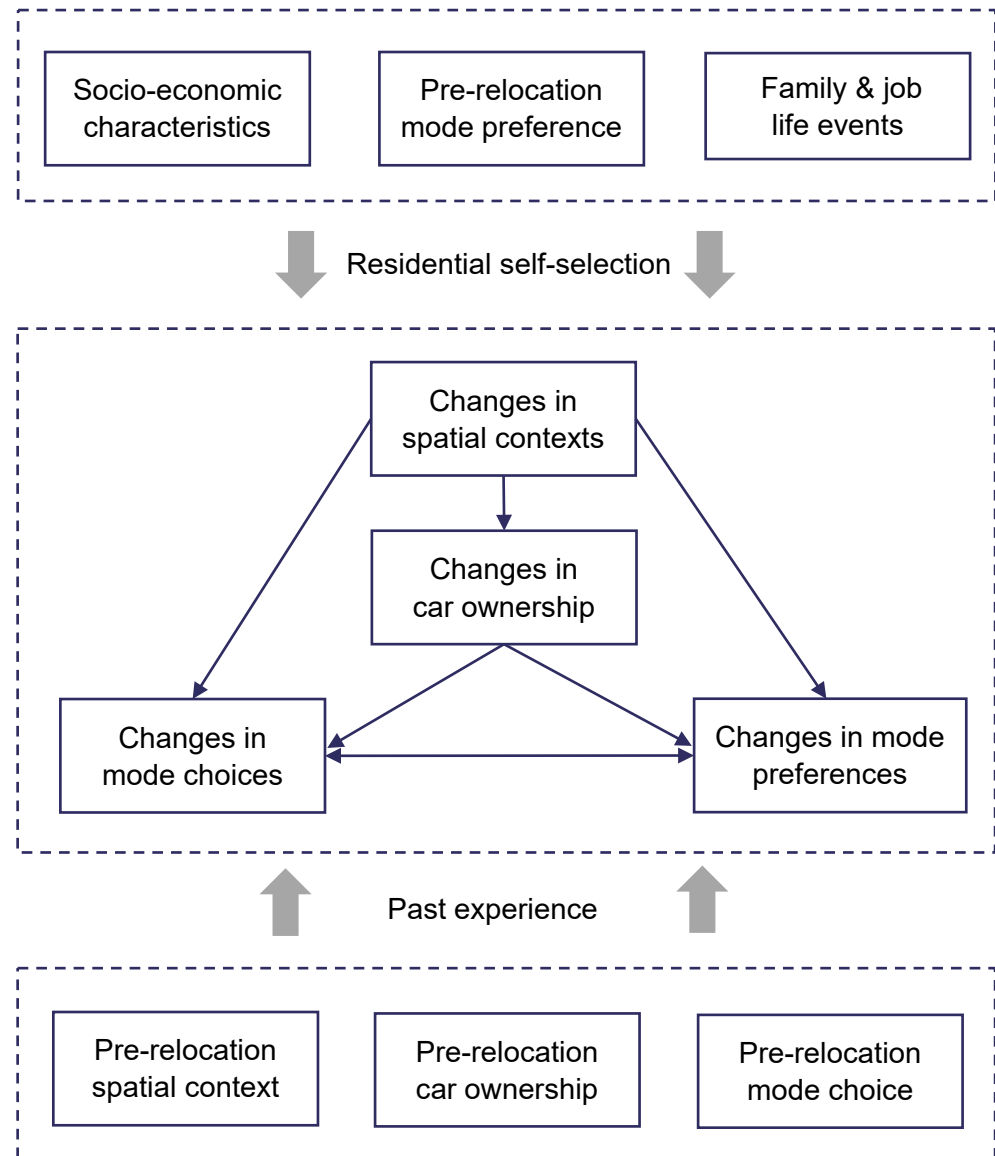 Socio-economic
characteristics
Pre-relocation
mode preference
Family & job
life events
Residential self-selection
Changes in
spatial contexts
Changes in
car ownership
Changes in
mode choices
Changes in mode
preferences
Past experience
Pre-relocation
spatial context
Pre-relocation
car ownership
Pre-relocation
mode choice